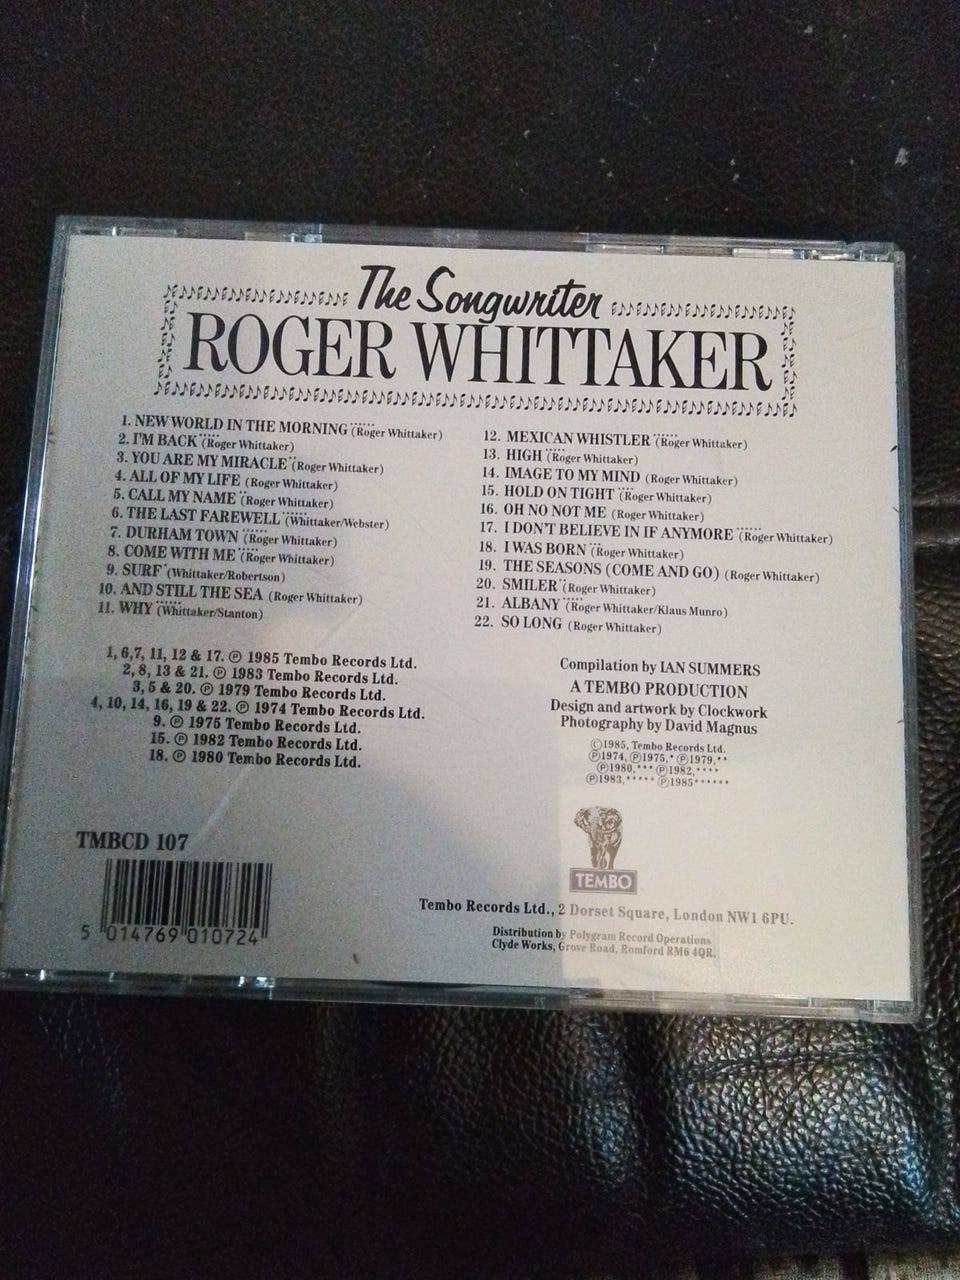 The Songwriter
ROGER WHITTAKER
1. NEW WORLD IN THE MORNING ······(Roger Whittaker)
2. I'M BACK ·····(Roger Whittaker)
3. YOU ARE MY MIRACLE ··(Roger Whittaker)
4. ALL OF MY LIFE (Roger Whittaker)
5. CALL MY NAME ··(Roger Whittaker)
6. THE LAST FAREWELL ······(Whittaker/Webster)
7. DURHAM TOWN ······(Roger Whittaker)
8. COME WITH ME ·····(Roger Whittaker)
9. SURF ·(Whittaker/Robertson)
10. AND STILL THE SEA (Roger Whittaker)
11. WHY ······(Whittaker/Stanton)
12. MEXICAN WHISTLER ······(Roger Whittaker)
13. HIGH ·····(Roger Whittaker)
14. IMAGE TO MY MIND (Roger Whittaker)
15. HOLD ON TIGHT ····(Roger Whittaker)
16. OH NO NOT ME (Roger Whittaker)
17. I DON'T BELIEVE IN IF ANYMORE ······(Roger Whittaker)
18. I WAS BORN ···(Roger Whittaker)
19. THE SEASONS (COME AND GO) (Roger Whittaker)
20. SMILER ··(Roger Whittaker)
21. ALBANY ·····(Roger Whittaker/Klaus Munro)
22. SO LONG (Roger Whittaker)
1, 6,7, 11, 12 & 17. ℗ 1985 Tembo Records Ltd.
2, 8, 13 & 21. ℗ 1983 Tembo Records Ltd.
3, 5 & 20. ℗ 1979 Tembo Records Ltd.
4, 10, 14, 16, 19 & 22. ℗ 1974 Tembo Records Ltd.
9. ℗ 1975 Tembo Records Ltd.
15. ℗ 1982 Tembo Records Ltd.
18. ℗ 1980 Tembo Records Ltd.
Compilation by IAN SUMMERS
A TEMBO PRODUCTION
Design and artwork by Clockwork
Photography by David Magnus
©1985, Tembo Records Ltd.
℗1974, ℗1975,· ℗1979,··
℗1980,··· ℗1982,····
℗1983,····· ℗1985······
TMBCD 107
5 014769 010724
TEMBO
Tembo Records Ltd., 2 Dorset Square, London NW1 6PU.
Distribution by Polygram Record Operations
Clyde Works, Grove Road, Romford RM6 4QR.